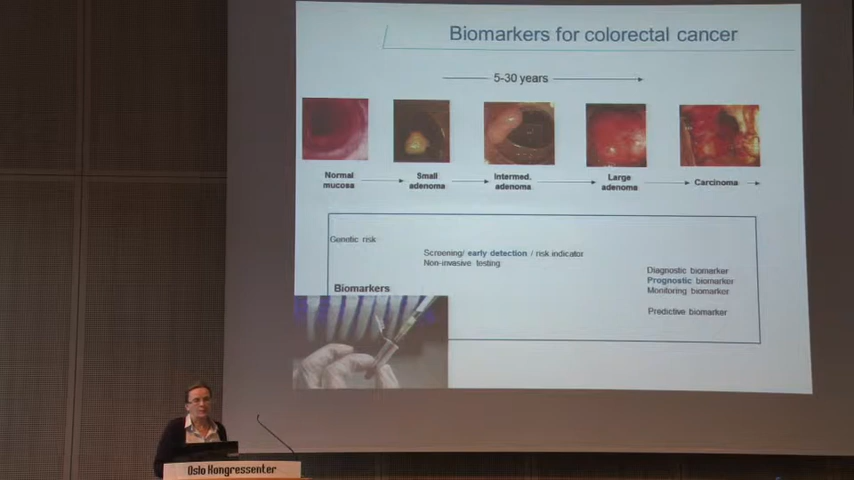 Biomarkers for colorectal cancer
5-30 years
Normal
mucosa
Small
adenoma
Intermed.
adenoma
Large
adenoma
Carcinoma
Genetic risk
Screening/ early detection / risk indicator
Non-invasive testing
Diagnostic biomarker
Prognostic biomarker
Monitoring biomarker
Predictive biomarker
Biomarkers
Oslo Kongressenter